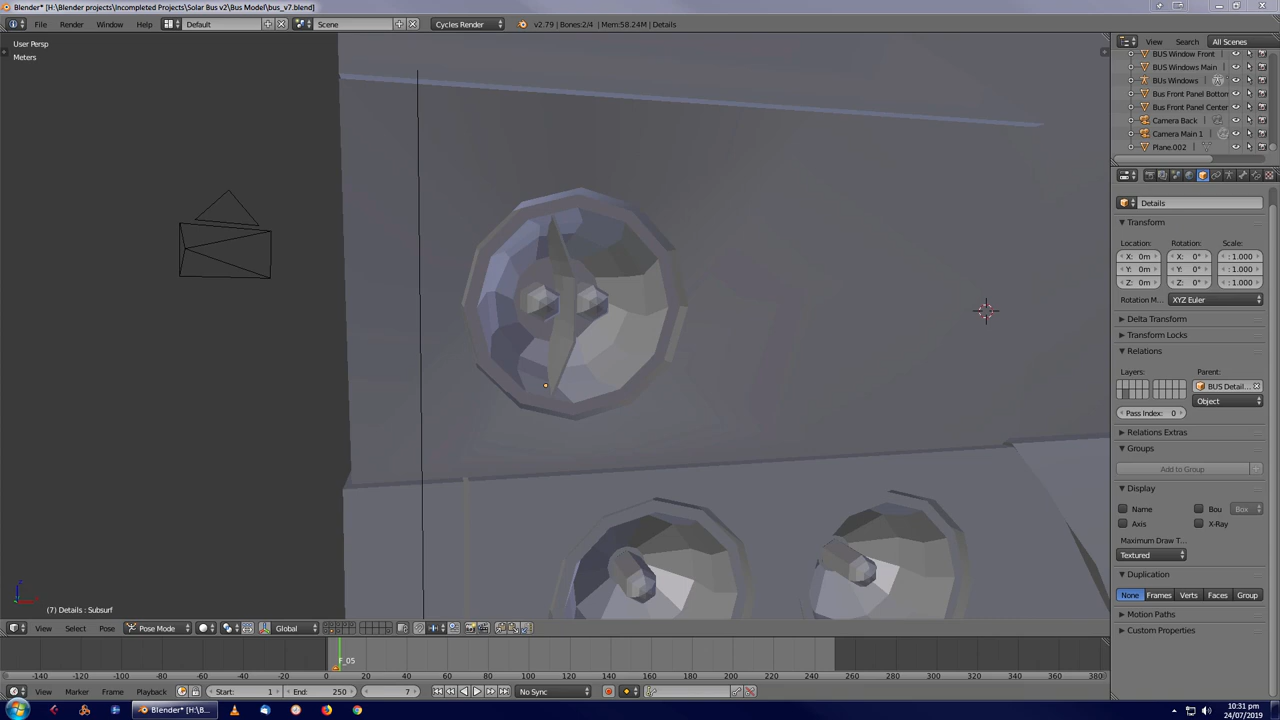 Blender* [H:\Blender projects\Incompleted Projects\Solar Bus v2\Bus Model\bus_v7.blend]
File Render Window Help Default Scene Cycles Render v2.79 | Bones:2/4 | Mem:58.24M | Details
View Search All Scenes
User Persp
Meters
BUS Window Front
BUS Windows Main
BUs Windows
Bus Front Panel Bottom
Bus Front Panel Center
Camera Back
Camera Main 1
Plane.002
Details
Transform
Location: Rotation: Scale:
X: 0m X: 0° : 1.000
Y: 0m Y: 0° : 1.000
Z: 0m Z: 0° : 1.000
Rotation M... XYZ Euler
Delta Transform
Transform Locks
Relations
Layers: Parent:
BUS Detail...
Object
Pass Index: 0
Relations Extras
Groups
Add to Group
Display
Name Bou Box
Axis X-Ray
Maximum Draw T...
Textured
Duplication
None Frames Verts Faces Group
Motion Paths
Custom Properties
(7) Details : Subsurf
View Select Pose Pose Mode Global
F_05
-140 -120 -100 -80 -60 -40 -20 0 20 40 60 80 100 120 140 160 180 200 220 240 260 280 300 320 340 360 380
View Marker Frame Playback Start: 1 End: 250 7 No Sync
Blender* [H:\B...
10:31 pm
24/07/2019